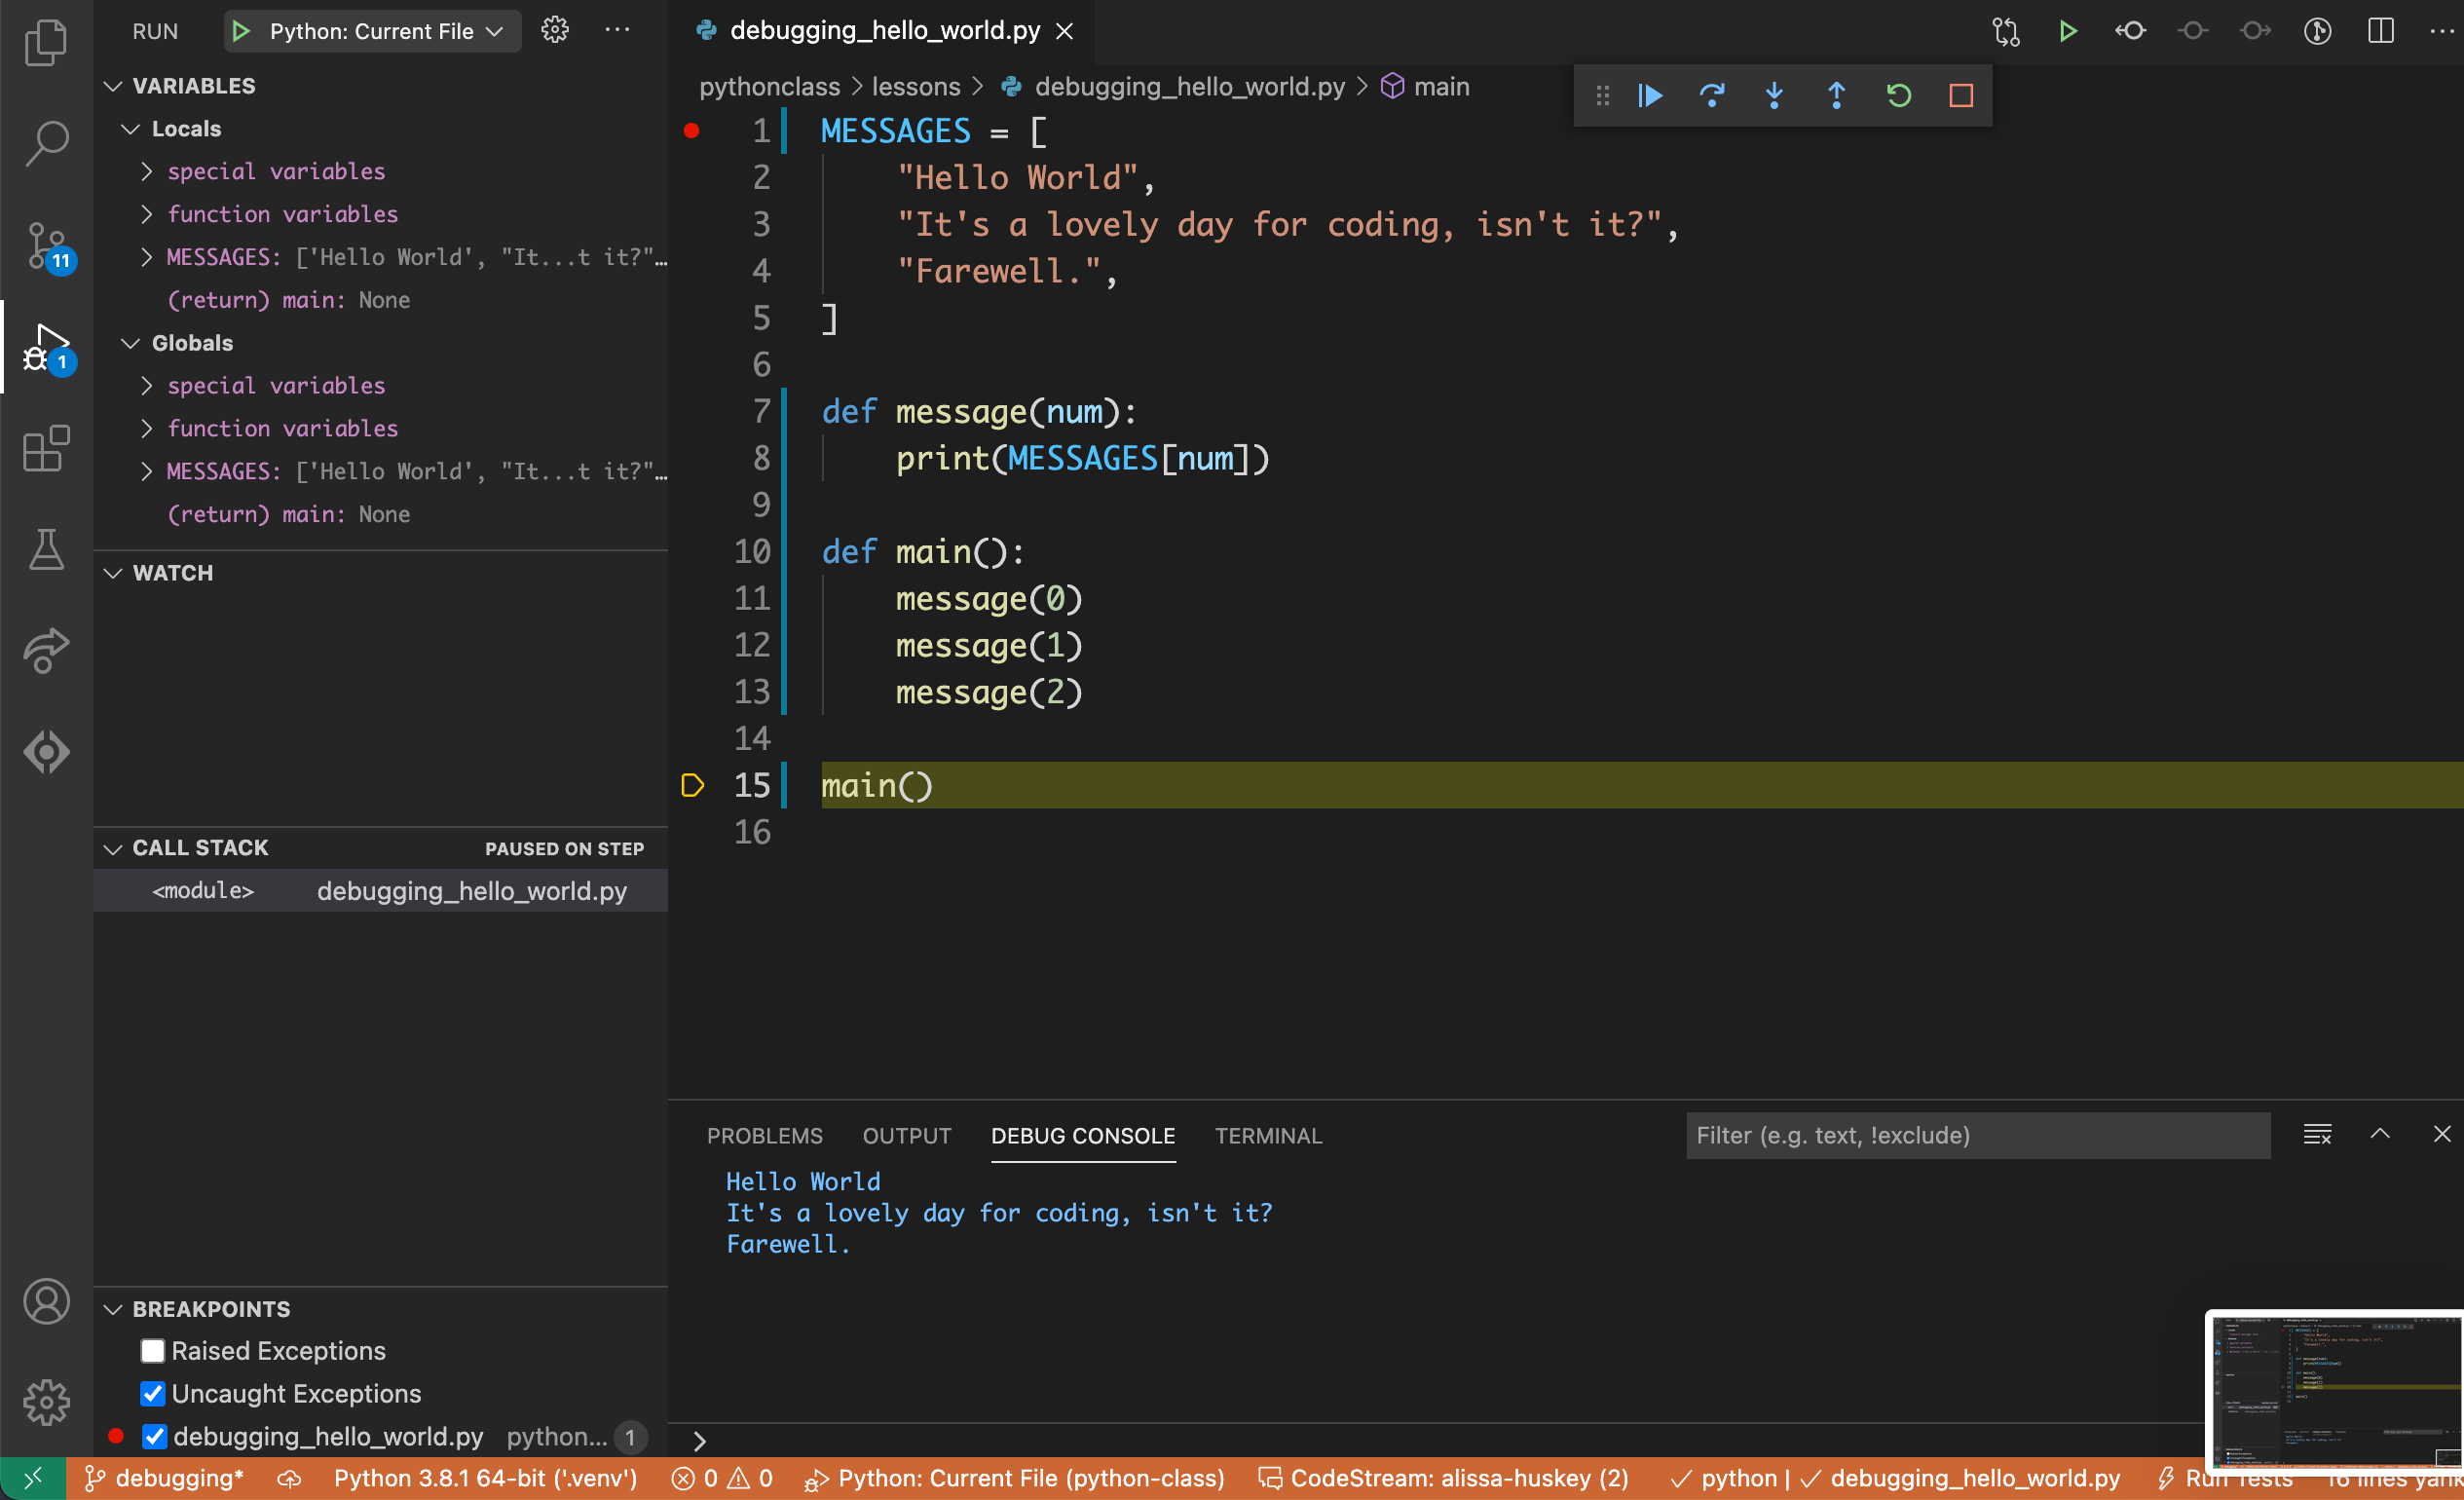 RUN
Python: Current File
VARIABLES
Locals
special variables
function variables
MESSAGES: ['Hello World', "It...t it?"...
(return) main: None
Globals
special variables
function variables
MESSAGES: ['Hello World', "It...t it?"...
(return) main: None
WATCH
CALL STACK
PAUSED ON STEP
<module>
debugging_hello_world.py
BREAKPOINTS
Raised Exceptions
Uncaught Exceptions
debugging_hello_world.py python... 1
11
1
debugging_hello_world.py
pythonclass > lessons > debugging_hello_world.py > main
1 MESSAGES = [
2 "Hello World",
3 "It's a lovely day for coding, isn't it?",
4 "Farewell.",
5 ]
6
7 def message(num):
8 print(MESSAGES[num])
9
10 def main():
11 message(0)
12 message(1)
13 message(2)
14
15 main()
16
PROBLEMS OUTPUT DEBUG CONSOLE TERMINAL
Filter (e.g. text, !exclude)
Hello World
It's a lovely day for coding, isn't it?
Farewell.
debugging* Python 3.8.1 64-bit ('.venv') 0 0 Python: Current File (python-class) CodeStream: alissa-huskey (2) python | debugging_hello_world.py Run Tests 16 lines yank